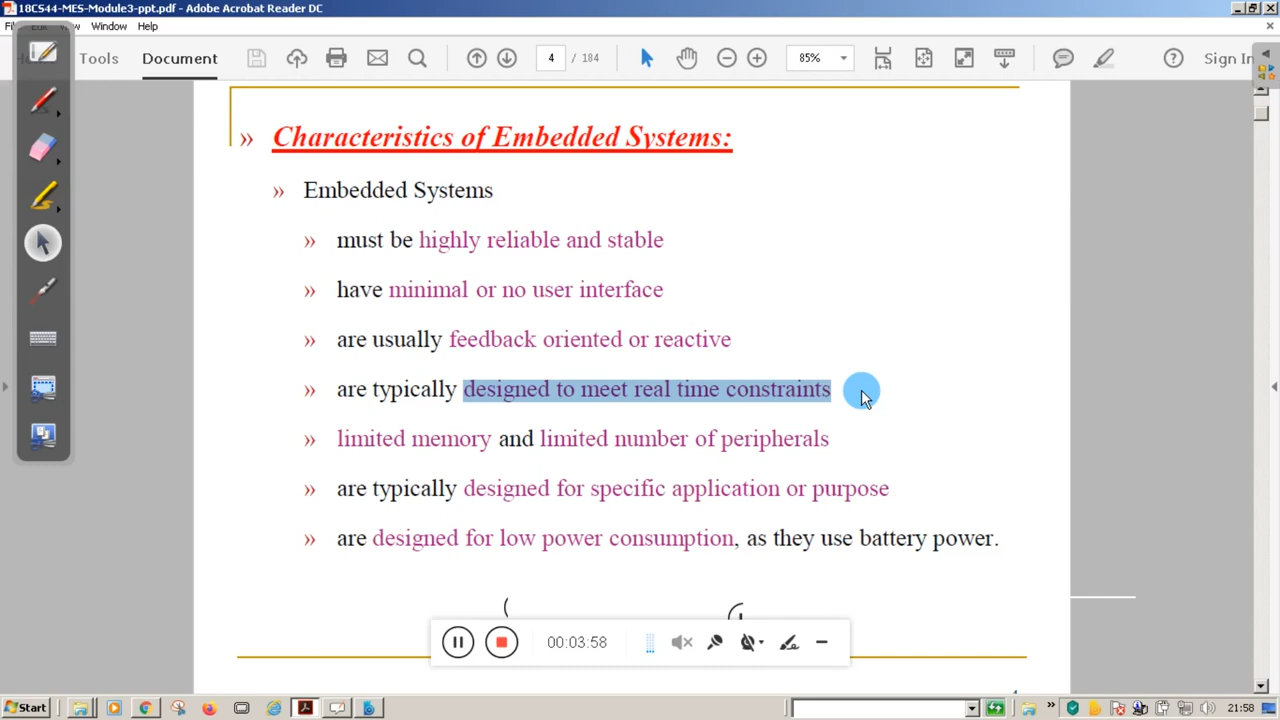 18CS44-MES-Module3-ppt.pdf - Adobe Acrobat Reader DC
Edit View Window Help
Tools Document 4 / 184 85% Sign In
» Characteristics of Embedded Systems:
» Embedded Systems
» must be highly reliable and stable
» have minimal or no user interface
» are usually feedback oriented or reactive
» are typically designed to meet real time constraints
» limited memory and limited number of peripherals
» are typically designed for specific application or purpose
» are designed for low power consumption, as they use battery power.
00:03:58
Start » 21:58